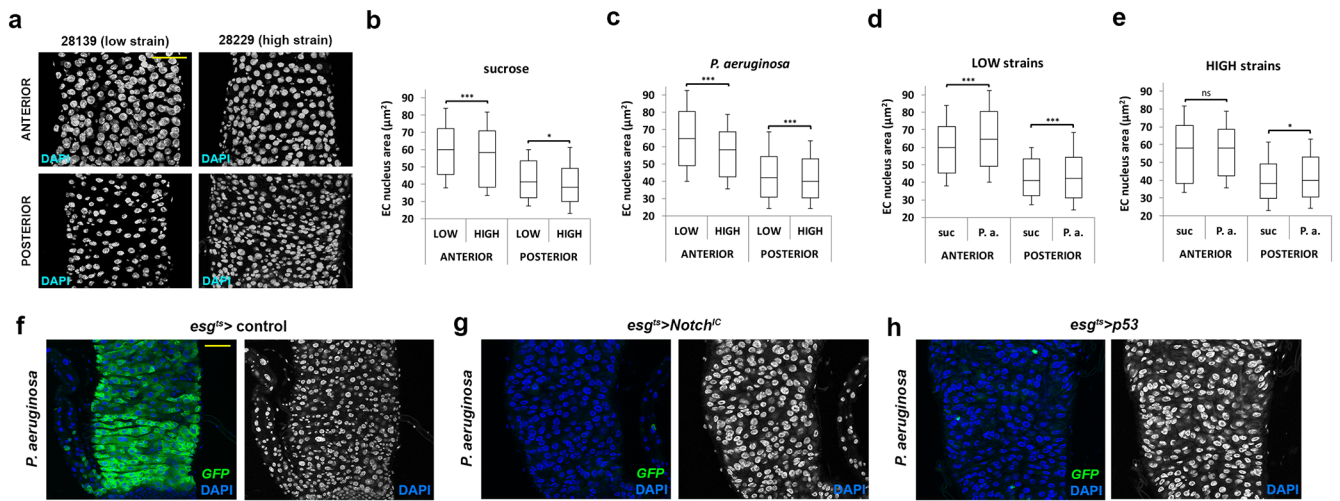 a
28139 (low strain) 28229 (high strain)
ANTERIOR
DAPI DAPI
POSTERIOR
DAPI DAPI
b
sucrose
EC nucleus area (μm²)
90
80
70
60
50
40
30
20
*** *
LOW HIGH LOW HIGH
ANTERIOR POSTERIOR
c
P. aeruginosa
EC nucleus area (μm²)
90
80
70
60
50
40
30
20
*** ***
LOW HIGH LOW HIGH
ANTERIOR POSTERIOR
d
LOW strains
EC nucleus area (μm²)
90
80
70
60
50
40
30
20
*** ***
suc P. a. suc P. a.
ANTERIOR POSTERIOR
e
HIGH strains
EC nucleus area (μm²)
90
80
70
60
50
40
30
20
ns *
suc P. a. suc P. a.
ANTERIOR POSTERIOR
f
esgᵗˢ> control
P. aeruginosa
GFP
DAPI DAPI
g
esgᵗˢ>Notchᴵᶜ
P. aeruginosa
GFP
DAPI DAPI
h
esgᵗˢ>p53
P. aeruginosa
GFP
DAPI DAPI